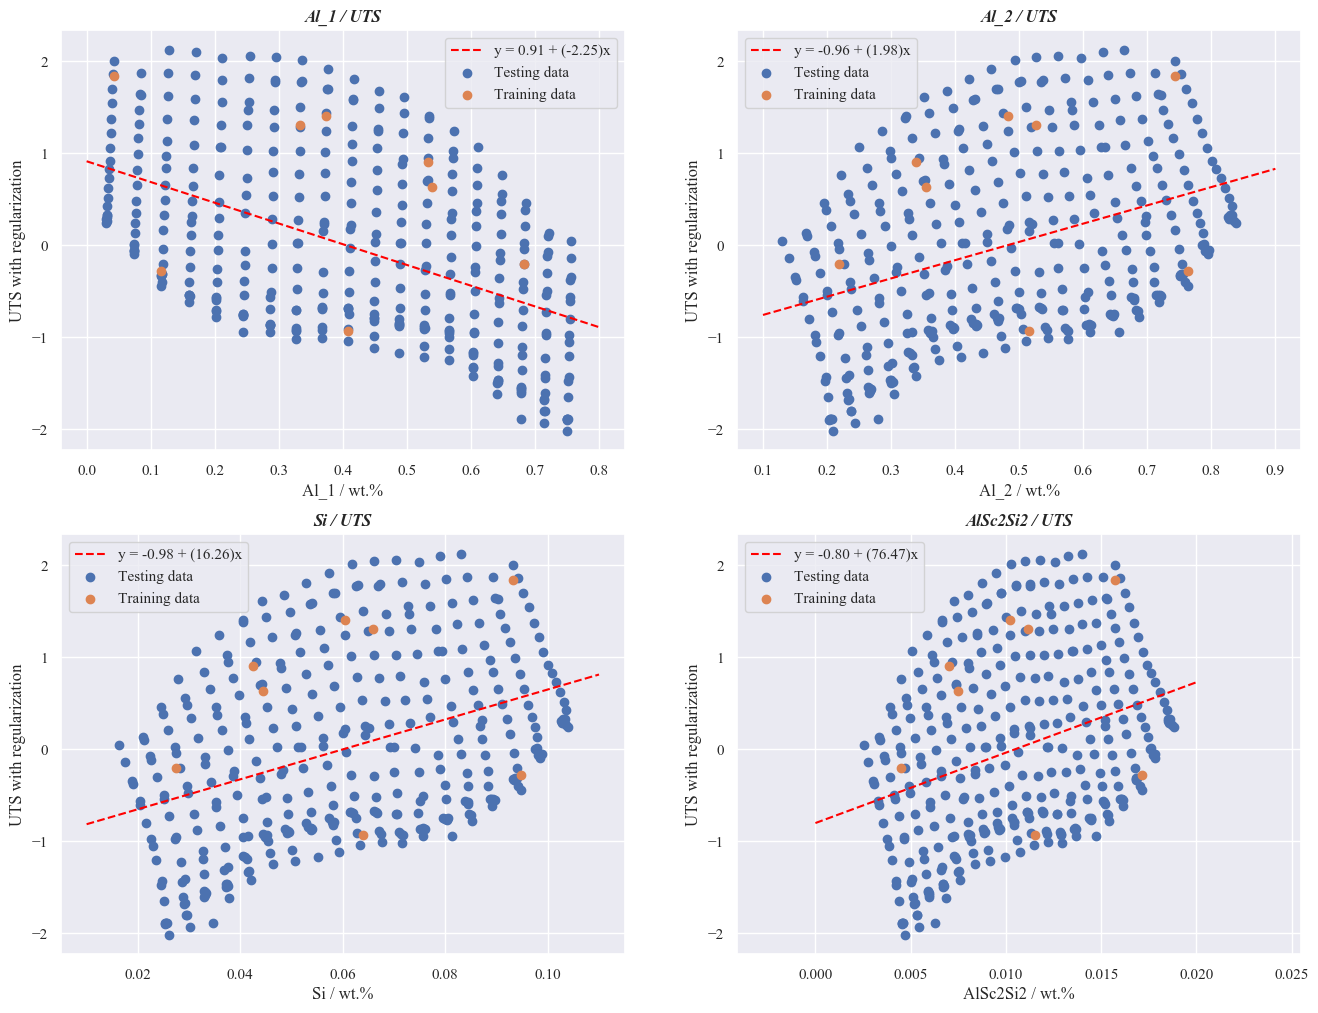 Al_1 / UTS
y = 0.91 + (-2.25)x
Testing data
Training data
UTS with regularization
2
1
0
−1
−2
0.0 0.1 0.2 0.3 0.4 0.5 0.6 0.7 0.8
Al_1 / wt.%
Al_2 / UTS
y = -0.96 + (1.98)x
Testing data
Training data
UTS with regularization
2
1
0
−1
−2
0.1 0.2 0.3 0.4 0.5 0.6 0.7 0.8 0.9
Al_2 / wt.%
Si / UTS
y = -0.98 + (16.26)x
Testing data
Training data
UTS with regularization
2
1
0
−1
−2
0.02 0.04 0.06 0.08 0.10
Si / wt.%
AlSc2Si2 / UTS
y = -0.80 + (76.47)x
Testing data
Training data
UTS with regularization
2
1
0
−1
−2
0.000 0.005 0.010 0.015 0.020 0.025
AlSc2Si2 / wt.%